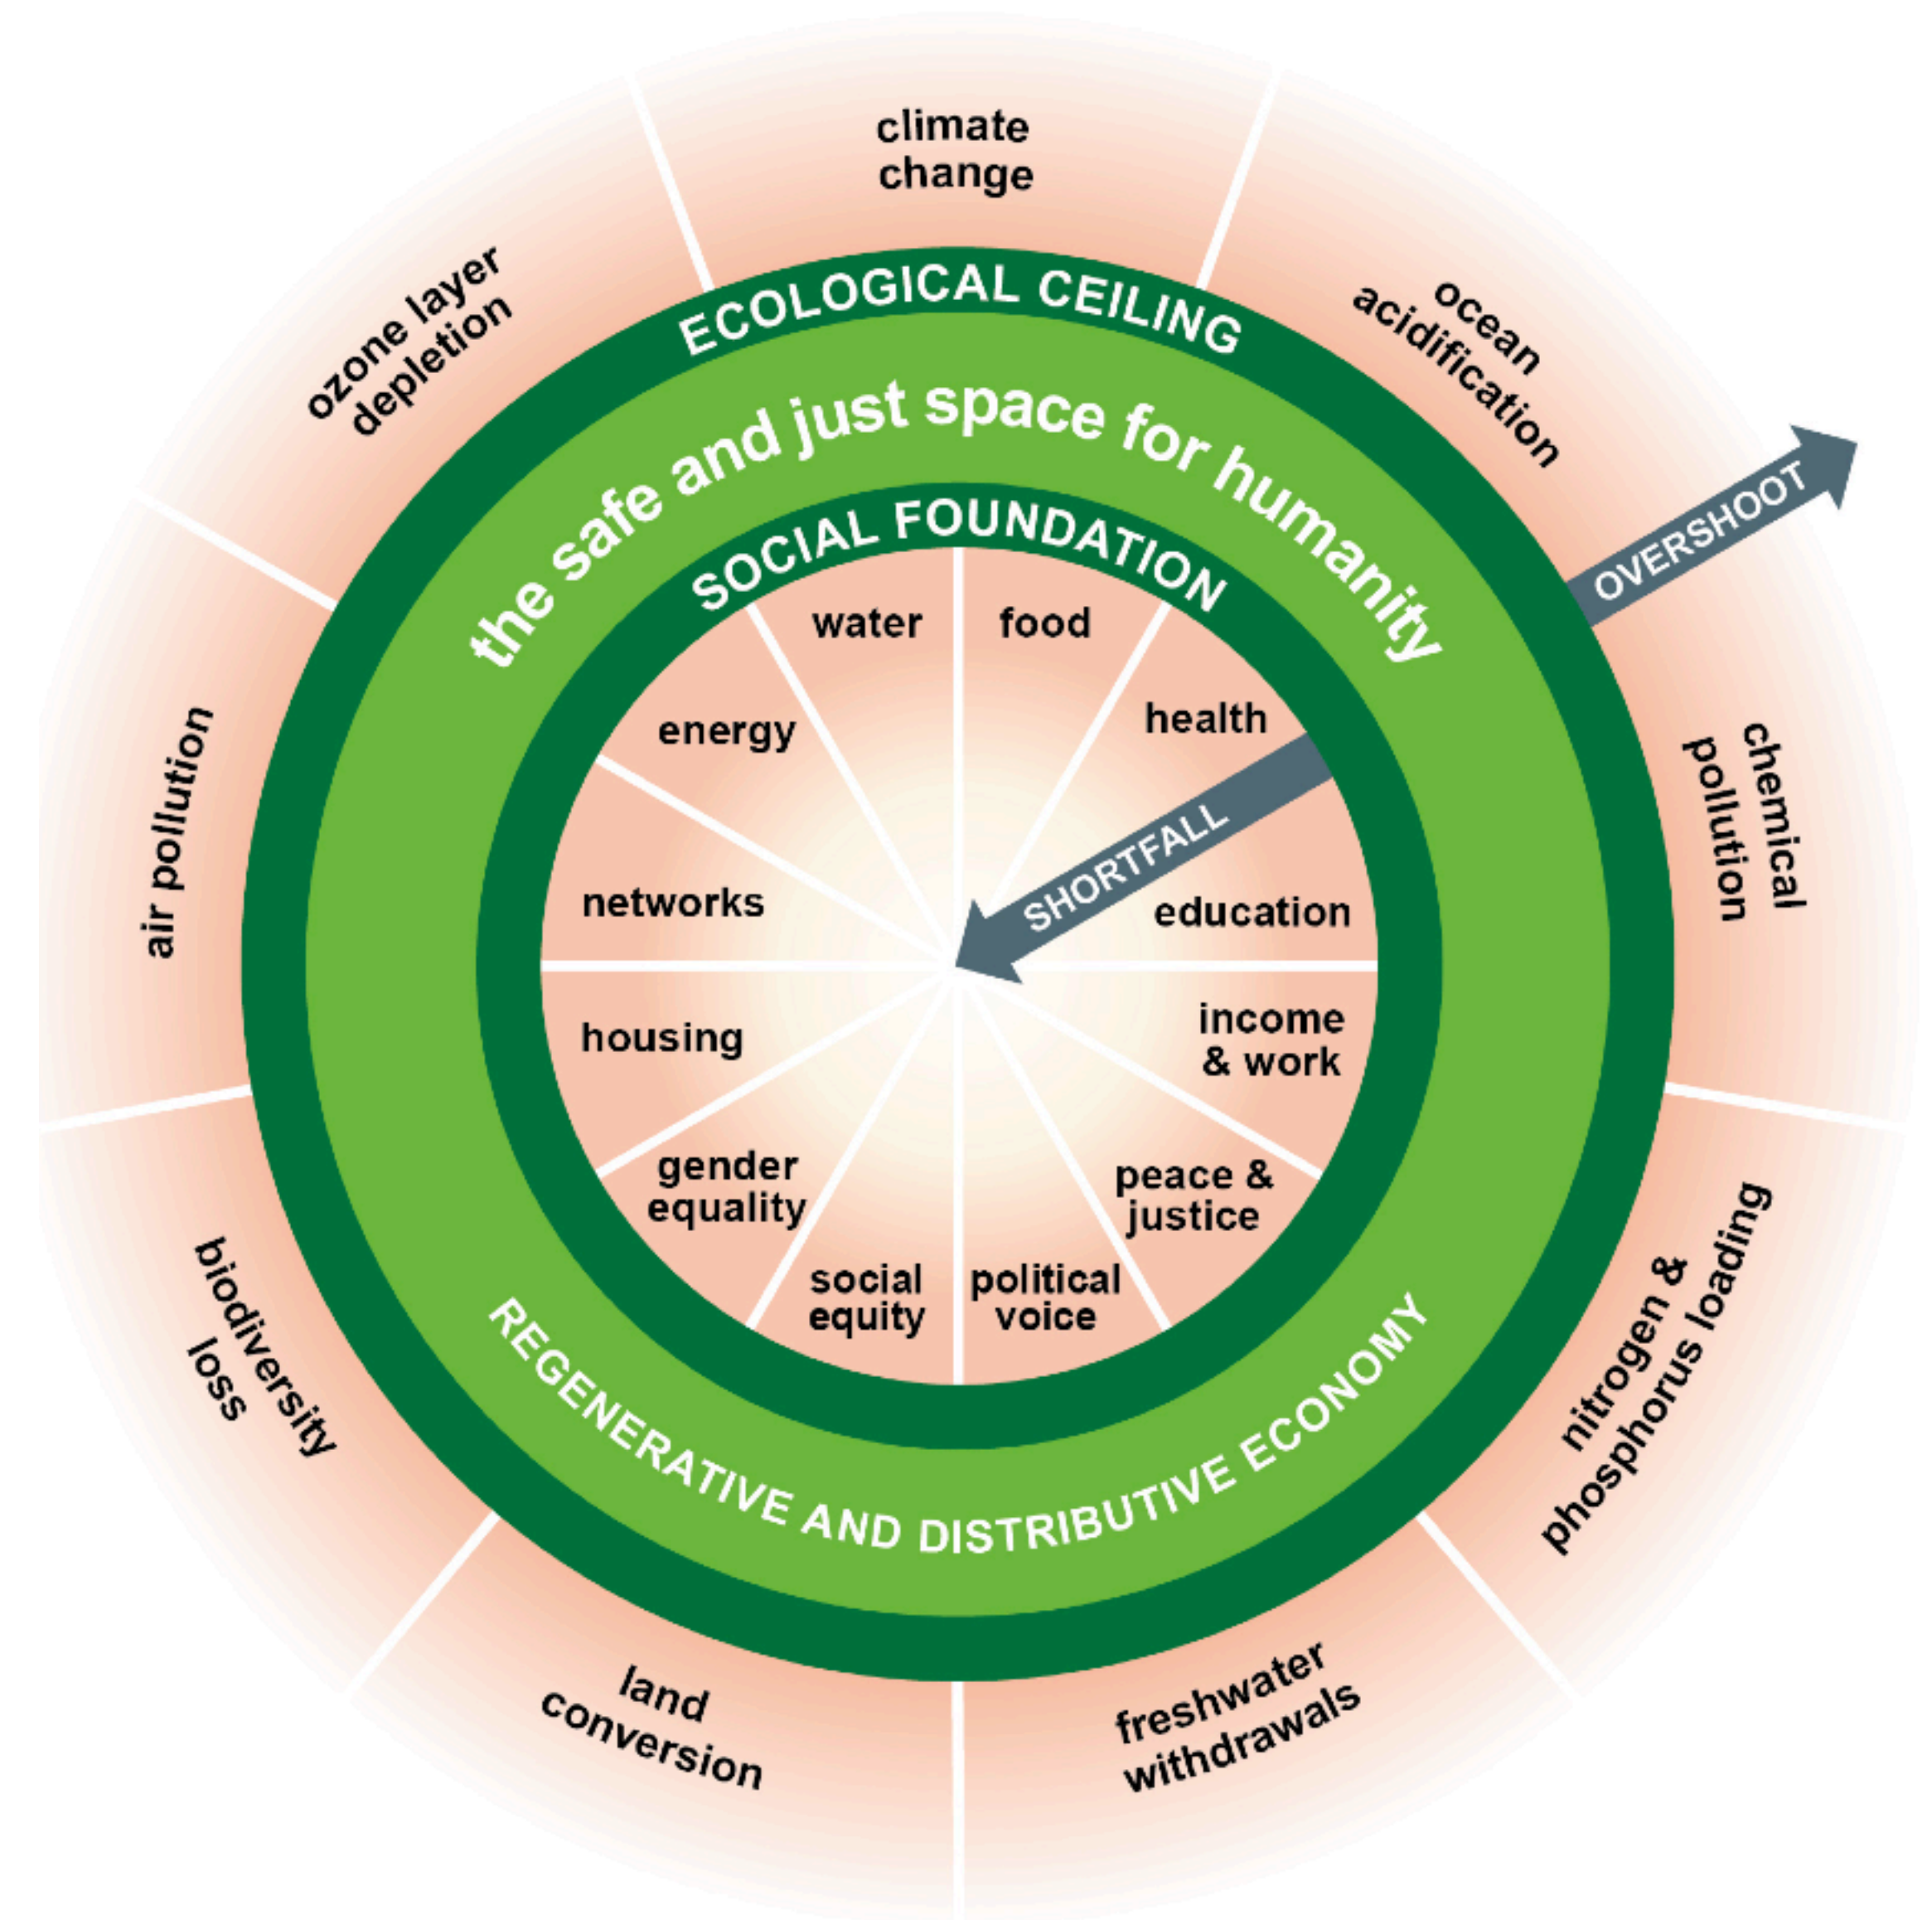 climate
change
ocean
acidification
OVERSHOOT
chemical
pollution
nitrogen &
phosphorus loading
freshwater
withdrawals
land
conversion
biodiversity
loss
air pollution
ozone layer
depletion
ECOLOGICAL CEILING
the safe and just space for humanity
SOCIAL FOUNDATION
water
food
health
SHORTFALL
education
income
& work
peace &
justice
political
voice
social
equity
gender
equality
housing
networks
energy
REGENERATIVE AND DISTRIBUTIVE ECONOMY